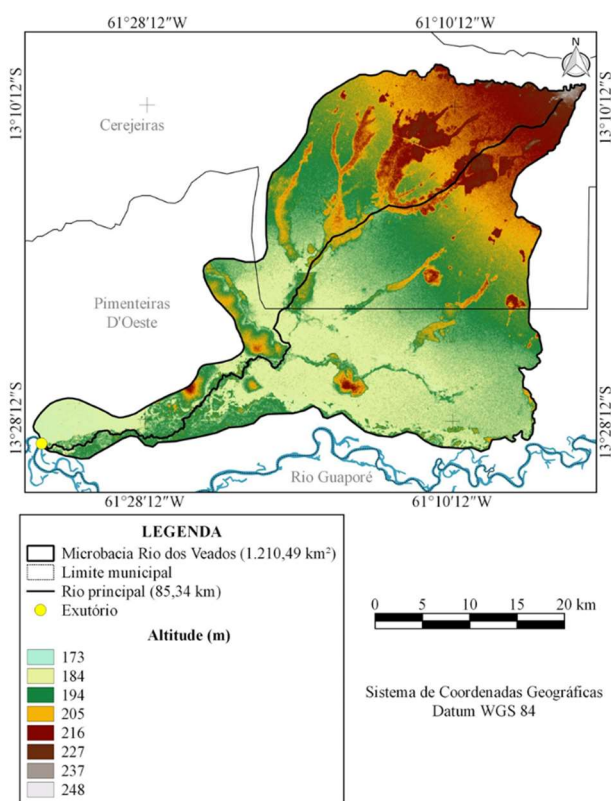 61°28'12"W
61°10'12"W
N
13°10'12"S
13°10'12"S
Cerejeiras
Pimenteiras
D'Oeste
13°28'12"S
13°28'12"S
Rio Guaporé
61°28'12"W
61°10'12"W
LEGENDA
Microbacia Rio dos Veados (1.210,49 km²)
Limite municipal
Rio principal (85,34 km)
Exutório
Altitude (m)
173
184
194
205
216
227
237
248
0 5 10 15 20 km
Sistema de Coordenadas Geográficas
Datum WGS 84